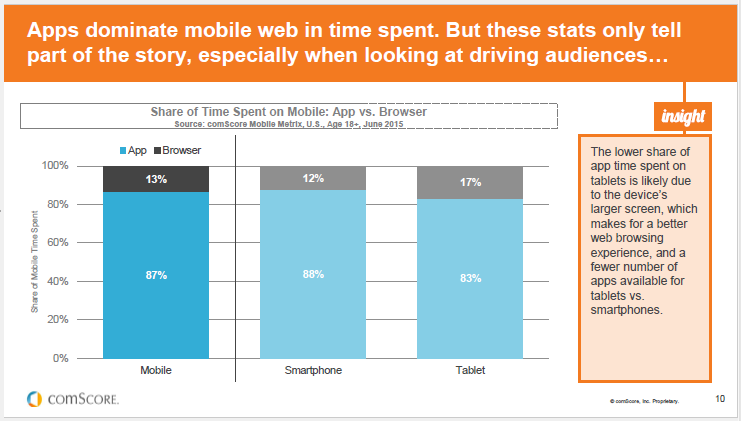 Apps dominate mobile web in time spent. But these stats only tell
part of the story, especially when looking at driving audiences…
Share of Time Spent on Mobile: App vs. Browser
Source: comScore Mobile Metrix, U.S., Age 18+, June 2015
insight
App Browser
100%
80%
60%
40%
20%
0%
Share of Mobile Time Spent
13%
12%
17%
87%
88%
83%
Mobile Smartphone Tablet
The lower share of
app time spent on
tablets is likely due
to the device's
larger screen, which
makes for a better
web browsing
experience, and a
fewer number of
apps available for
tablets vs.
smartphones.
comSCORE.
© comScore, Inc. Proprietary.
10